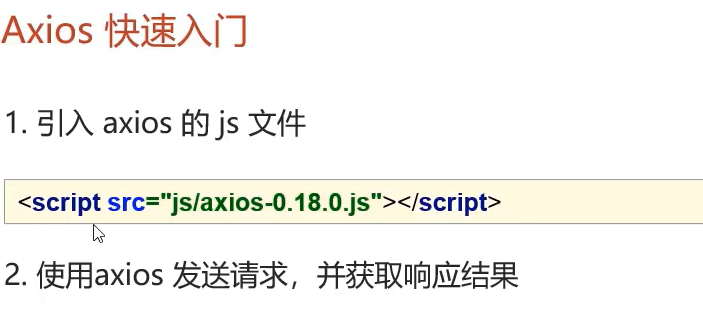 Axios 快速入门
1. 引入 axios 的 js 文件
<script src="js/axios-0.18.0.js"></script>
2. 使用axios 发送请求，并获取响应结果